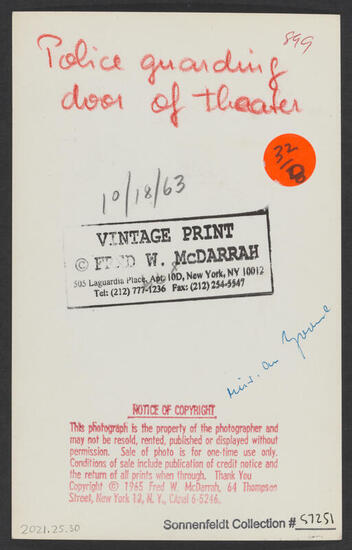 899
Police guarding
door of theater
32
10/18/63
VINTAGE PRINT
© FRED W. McDARRAH
505 Laguardia Place, Apt. 10D, New York, NY 10012
Tel: (212) 777-1236 Fax: (212) 254-5547
NOTICE OF COPYRIGHT
This photograph is the property of the photographer and
may not be resold, rented, published or displayed without
permission. Sale of photo is for one-time use only.
Conditions of sale include publication of credit notice and
the return of all prints when through. Thank You
Copyright © 1965 Fred W. McDarrah, 64 Thompson
Street, New York 12, N. Y., CAnal 6-5246.
2021.25.30
Sonnenfeldt Collection # 57251